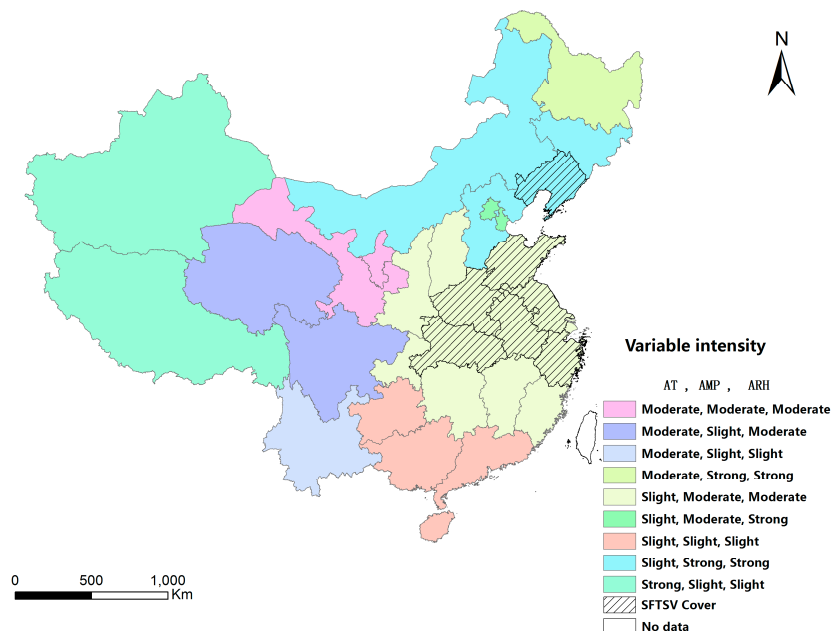 N
Variable intensity
AT , AMP , ARH
Moderate, Moderate, Moderate
Moderate, Slight, Moderate
Moderate, Slight, Slight
Moderate, Strong, Strong
Slight, Moderate, Moderate
Slight, Moderate, Strong
Slight, Slight, Slight
Slight, Strong, Strong
Strong, Slight, Slight
SFTSV Cover
No data
0 500 1,000
Km